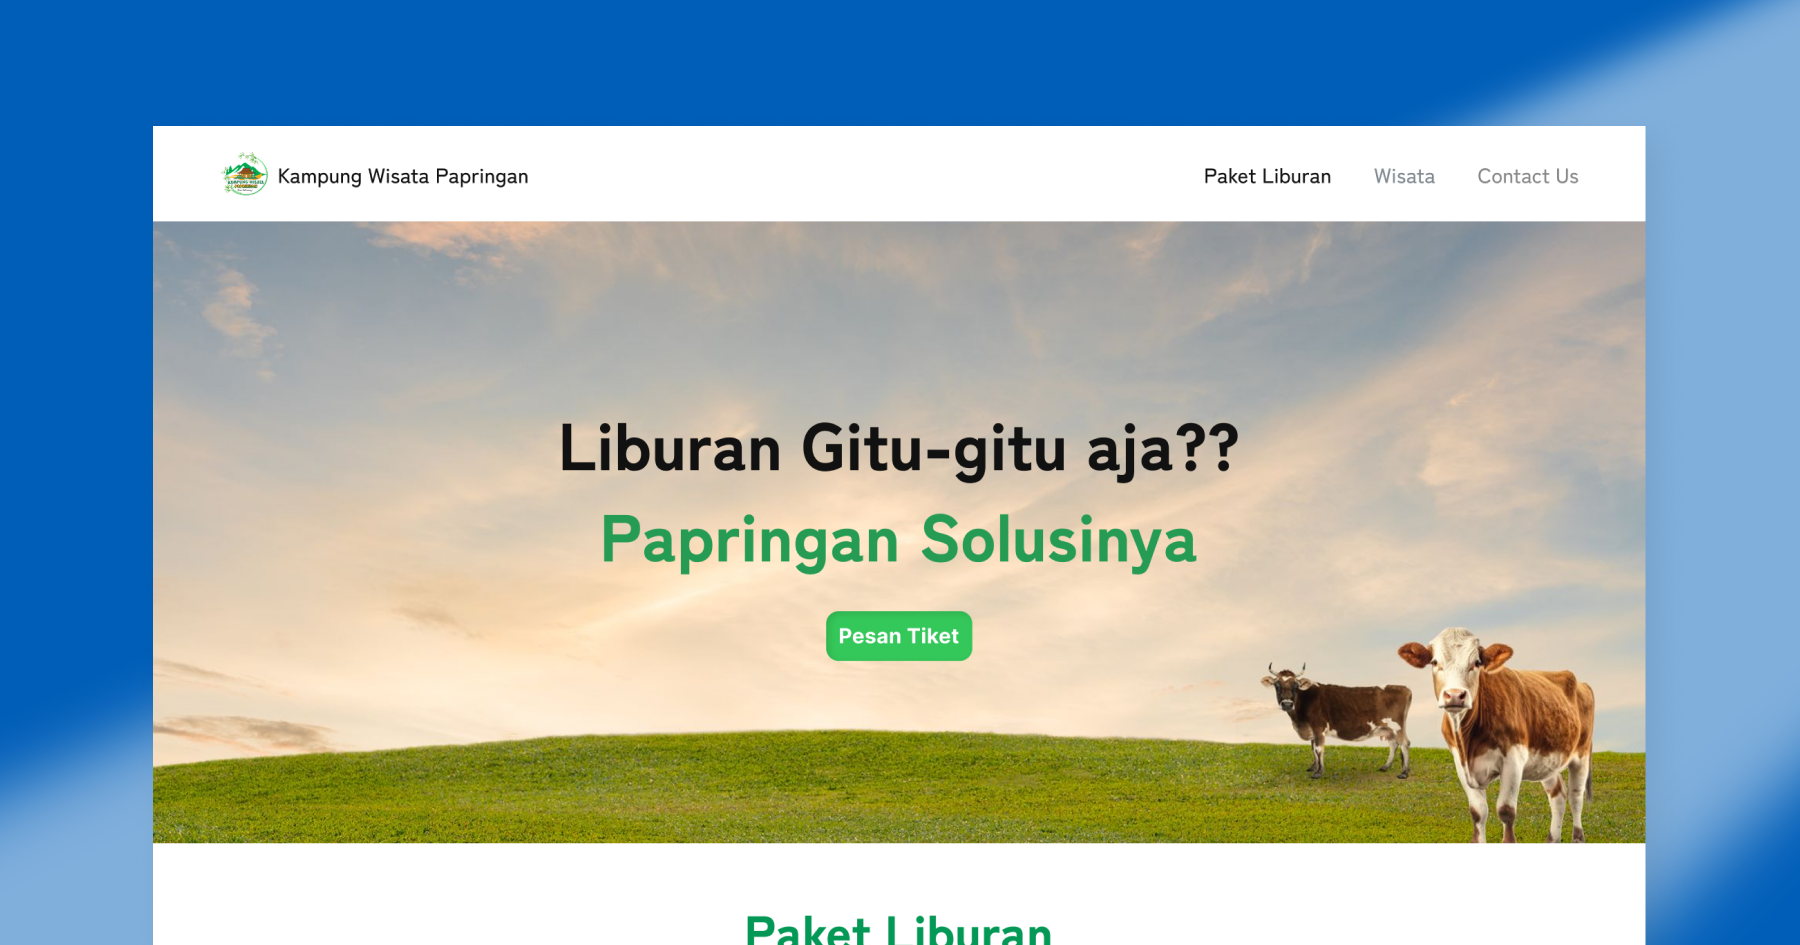 Kampung Wisata Papringan
Paket Liburan
Wisata
Contact Us
Liburan Gitu-gitu aja??
Papringan Solusinya
Pesan Tiket
Paket Liburan